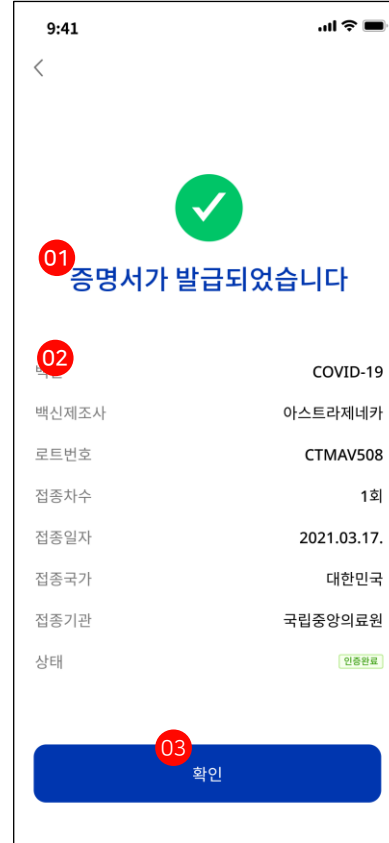 9:41
01
증명서가 발급되었습니다
02
COVID-19
백신제조사 아스트라제네카
로트번호 CTMAV508
접종차수 1회
접종일자 2021.03.17.
접종국가 대한민국
접종기관 국립중앙의료원
상태 인증완료
03
확인